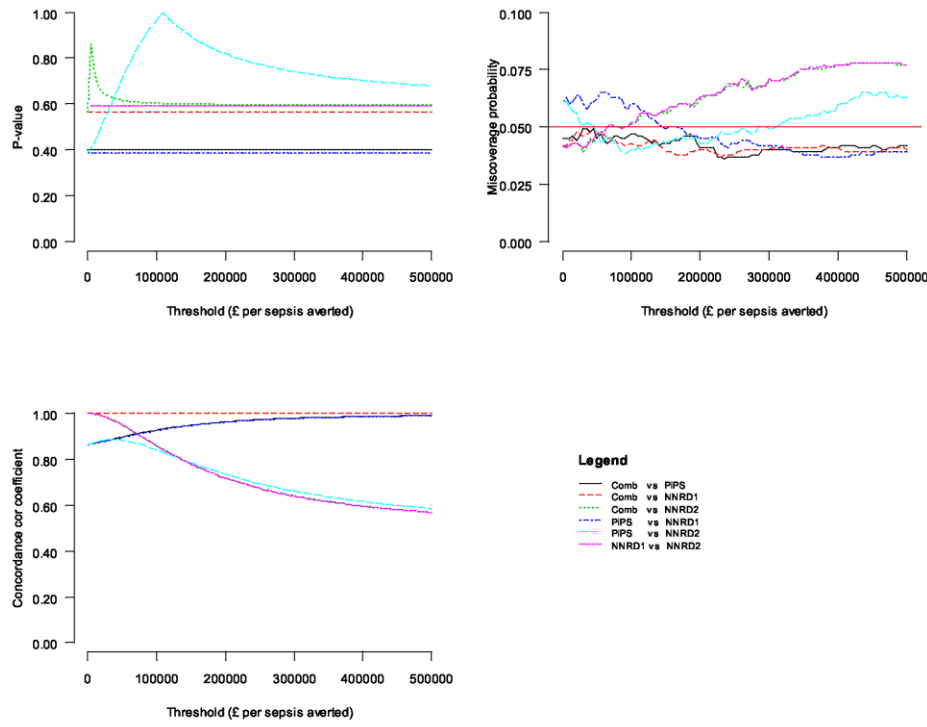 P-value
1.00
0.80
0.60
0.40
0.20
0.00
0 100000 200000 300000 400000 500000
Threshold (£ per sepsis averted)
Miscoverage probability
0.100
0.075
0.050
0.025
0.000
0 100000 200000 300000 400000 500000
Threshold (£ per sepsis averted)
Concordance cor coefficient
1.00
0.80
0.60
0.40
0.20
0.00
0 100000 200000 300000 400000 500000
Threshold (£ per sepsis averted)
Legend
Comb vs PiPS
Comb vs NNRD1
Comb vs NNRD2
PiPS vs NNRD1
PiPS vs NNRD2
NNRD1 vs NNRD2